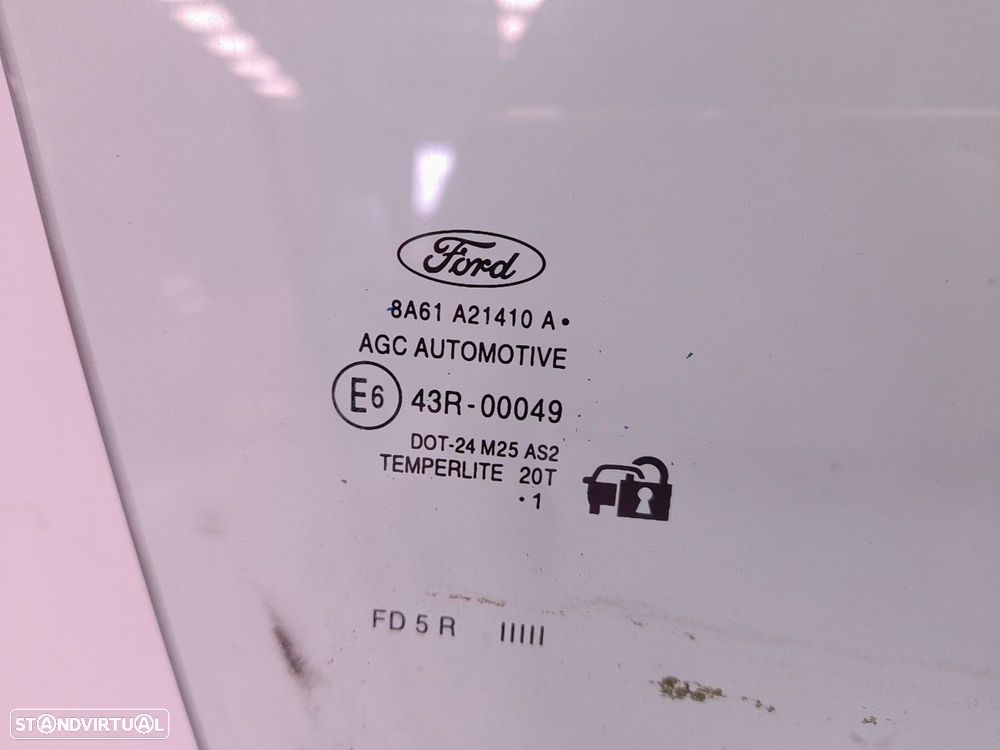 Ford
8A61 A21410 A•
AGC AUTOMOTIVE
E6 43R-00049
DOT-24 M25 AS2
TEMPERLITE 20T
•1
FD 5 R IIIII
STANDVIRTUAL